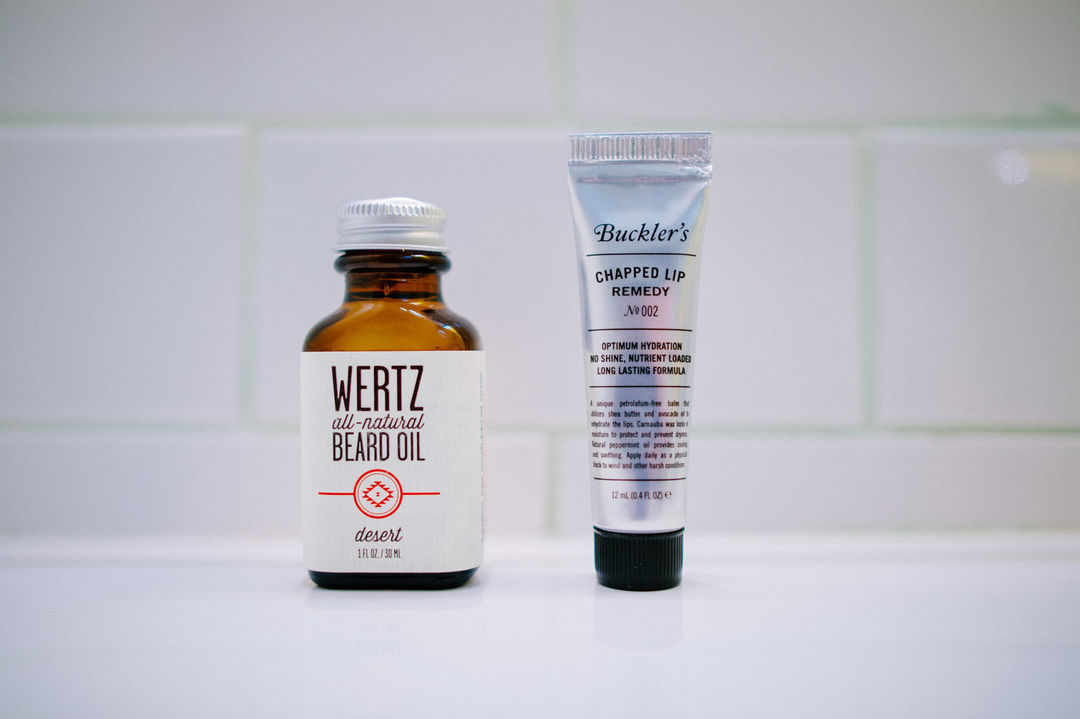 WERTZ
all-natural
BEARD OIL
desert
1 FL OZ. / 30 ML
Buckler's
CHAPPED LIP
REMEDY
№ 002
OPTIMUM HYDRATION
NO SHINE, NUTRIENT LOADED
LONG LASTING FORMULA
A unique petrolatum-free balm that
utilizes shea butter and avocado oil to
rehydrate the lips. Carnauba wax locks in
moisture to protect and prevent dryness.
Natural peppermint oil provides cooling
and soothing. Apply daily as a physical
block to wind and other harsh conditions.
12 mL (0.4 FL OZ) ℮